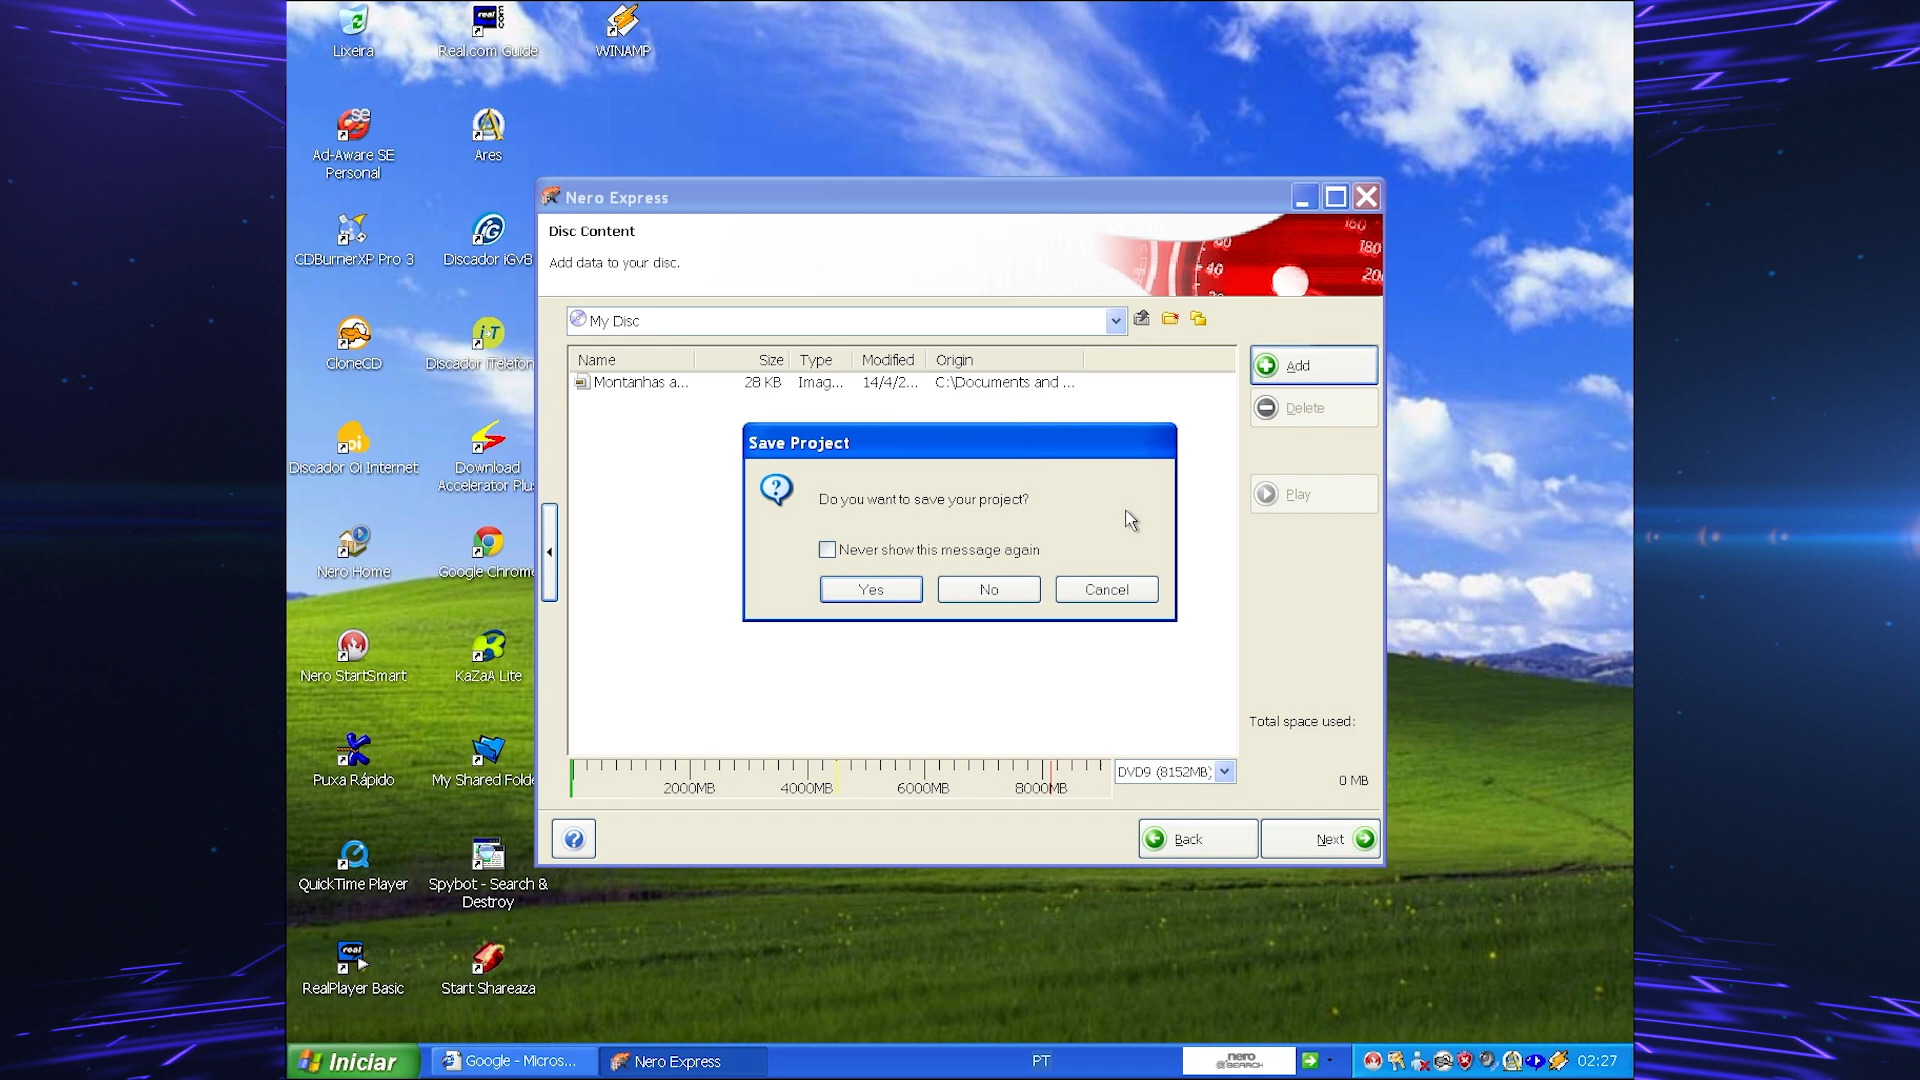 Lixeira
Real.com Guide
WINAMP
Ad-Aware SE
Personal
Ares
CDBurnerXP Pro 3
Discador iGv8
CloneCD
Discador iTelefon
Discador Oi Internet
Download
Accelerator Plus
Nero Home
Google Chrome
Nero StartSmart
KaZaA Lite
Puxa Rápido
My Shared Folde
QuickTime Player
Spybot - Search &
Destroy
RealPlayer Basic
Start Shareaza
Nero Express
Disc Content
Add data to your disc.
My Disc
Name Size Type Modified Origin
Montanhas a... 28 KB Imag... 14/4/2... C:\Documents and ...
Add
Delete
Play
Save Project
Do you want to save your project?
Never show this message again
Yes No Cancel
Total space used:
0 MB
2000MB 4000MB 6000MB 8000MB
DVD9 (8152MB)
Back
Next
Iniciar
Google - Micros...
Nero Express
PT
nero
SEARCH
02:27